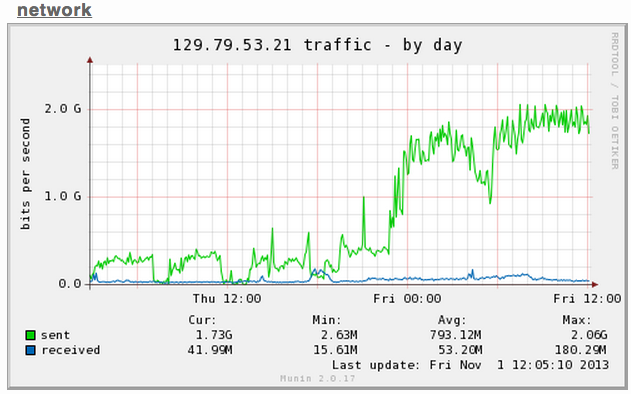 network
129.79.53.21 traffic - by day
RRDTOOL / TOBI OETIKER
bits per second
2.0 G
1.0 G
0.0
Thu 12:00 Fri 00:00 Fri 12:00
Cur: Min: Avg: Max:
sent 1.73G 2.63M 793.12M 2.06G
received 41.99M 15.61M 53.20M 180.29M
Last update: Fri Nov 1 12:05:10 2013
Munin 2.0.17